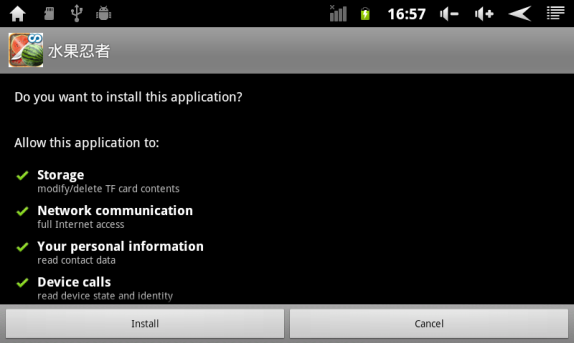 16:57
水果忍者
Do you want to install this application?
Allow this application to:
Storage
modify/delete TF card contents
Network communication
full Internet access
Your personal information
read contact data
Device calls
read device state and identity
Install
Cancel